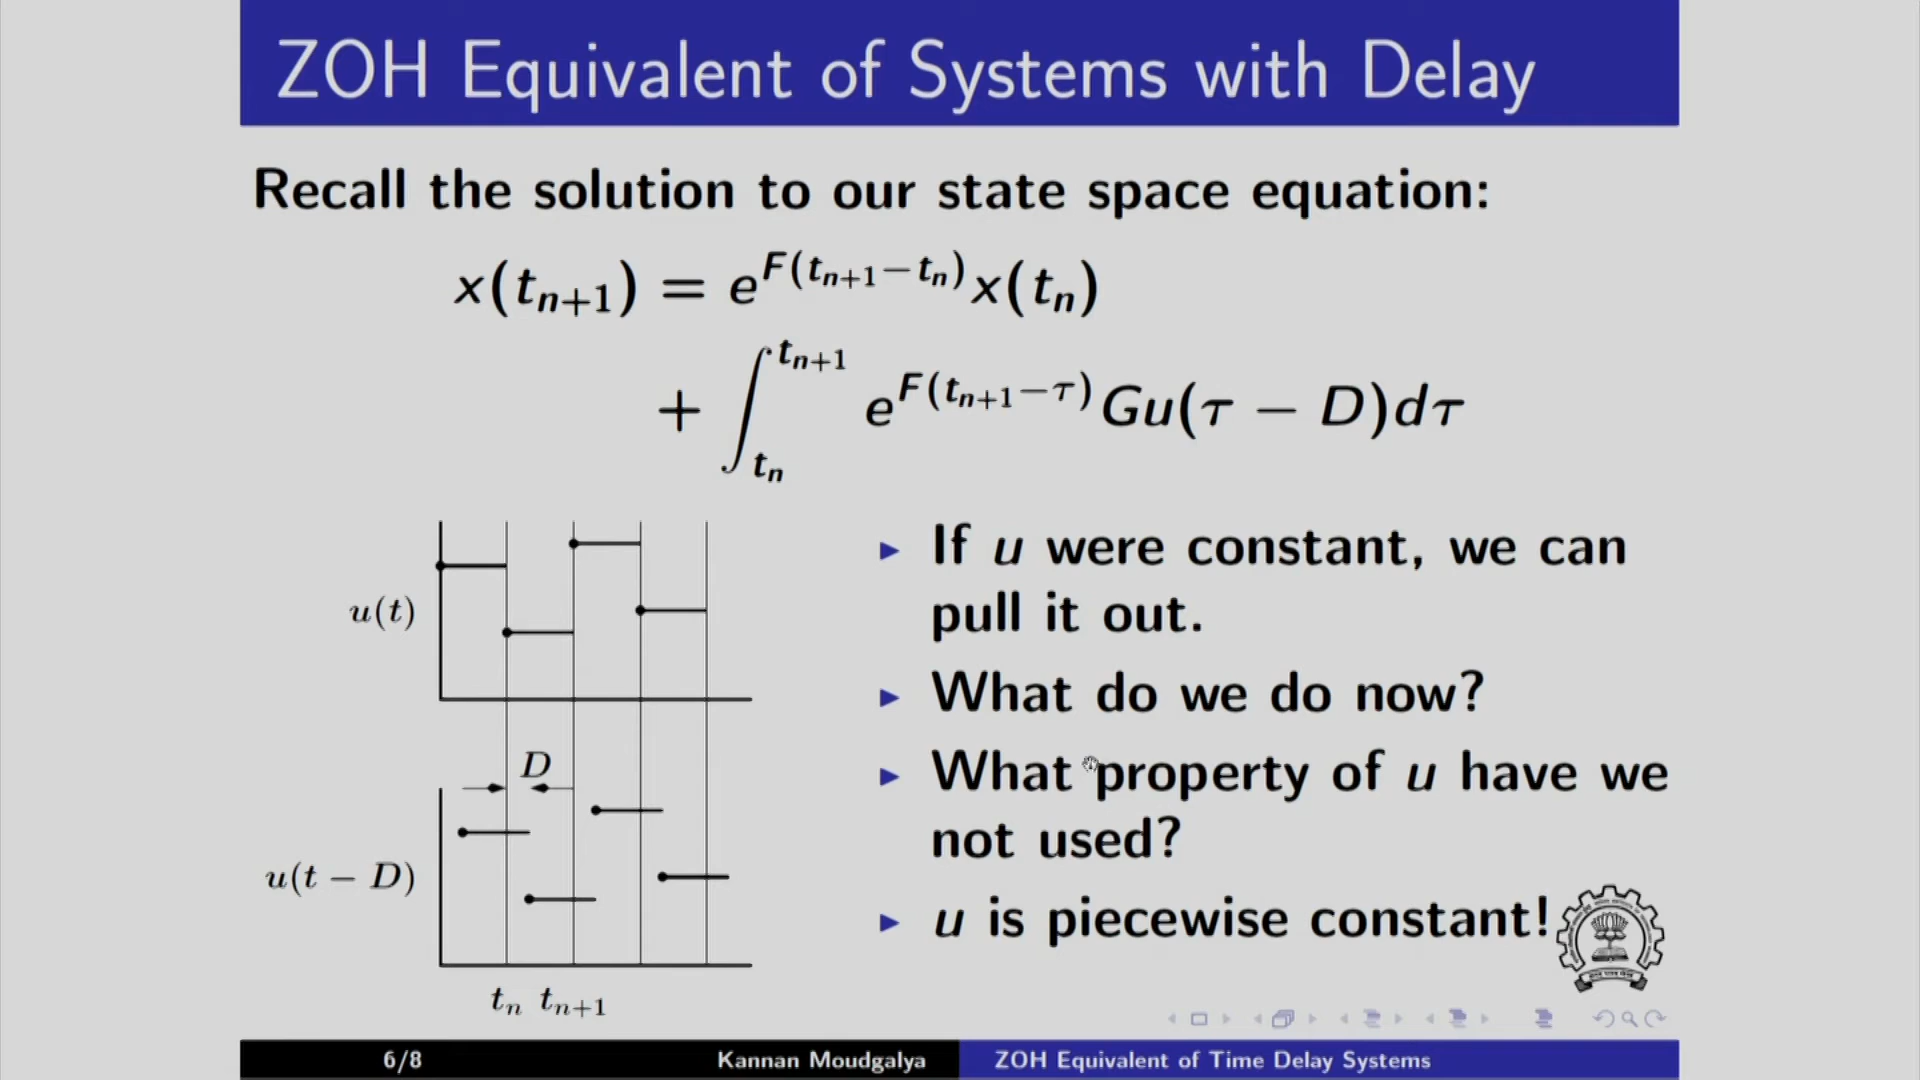 ZOH Equivalent of Systems with Delay
Recall the solution to our state space equation:
x(t_{n+1}) = e^{F(t_{n+1}−t_n)}x(t_n)
+ ∫_{t_n}^{t_{n+1}} e^{F(t_{n+1}−τ)}Gu(τ − D)dτ
u(t)
D
u(t − D)
t_n t_{n+1}
▶ If u were constant, we can
pull it out.
▶ What do we do now?
▶ What property of u have we
not used?
▶ u is piecewise constant!
6/8 Kannan Moudgalya ZOH Equivalent of Time Delay Systems